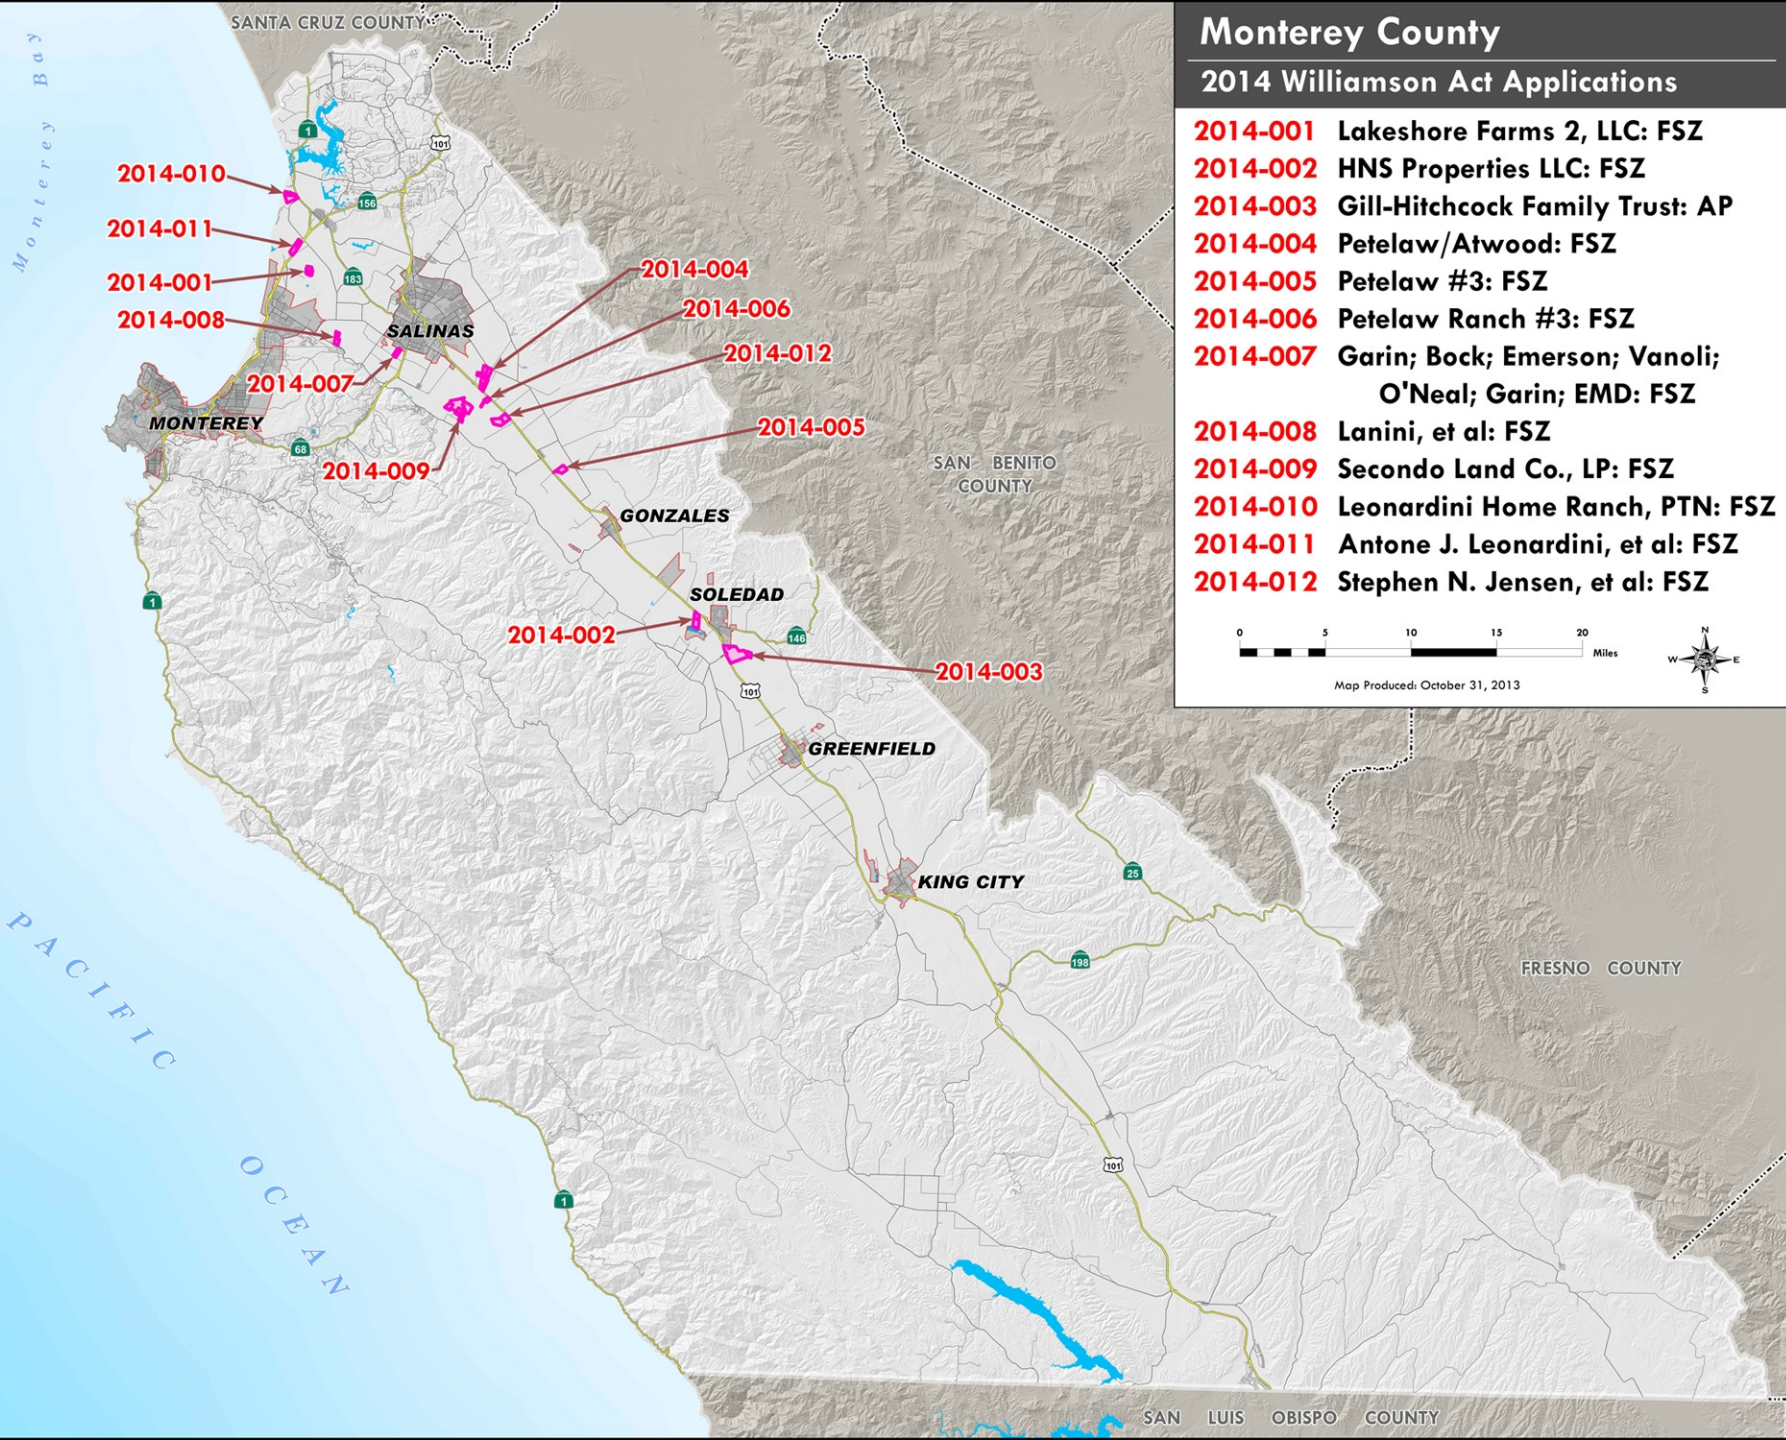 SANTA CRUZ COUNTY
Monterey Bay
Monterey County
2014 Williamson Act Applications
2014-001 Lakeshore Farms 2, LLC: FSZ
2014-002 HNS Properties LLC: FSZ
2014-003 Gill-Hitchcock Family Trust: AP
2014-004 Petelaw/Atwood: FSZ
2014-005 Petelaw #3: FSZ
2014-006 Petelaw Ranch #3: FSZ
2014-007 Garin; Bock; Emerson; Vanoli;
O'Neal; Garin; EMD: FSZ
2014-008 Lanini, et al: FSZ
2014-009 Secondo Land Co., LP: FSZ
2014-010 Leonardini Home Ranch, PTN: FSZ
2014-011 Antone J. Leonardini, et al: FSZ
2014-012 Stephen N. Jensen, et al: FSZ
0 5 10 15 20
Miles
N
W E
S
Map Produced: October 31, 2013
1
101
2014-010
156
2014-011
183
2014-001
2014-004
2014-006
2014-008
SALINAS
2014-012
2014-007
MONTEREY
2014-005
68
2014-009
SAN BENITO
COUNTY
GONZALES
SOLEDAD
1
2014-002
146
2014-003
101
GREENFIELD
25
KING CITY
198
FRESNO COUNTY
PACIFIC
OCEAN
101
1
SAN LUIS OBISPO COUNTY